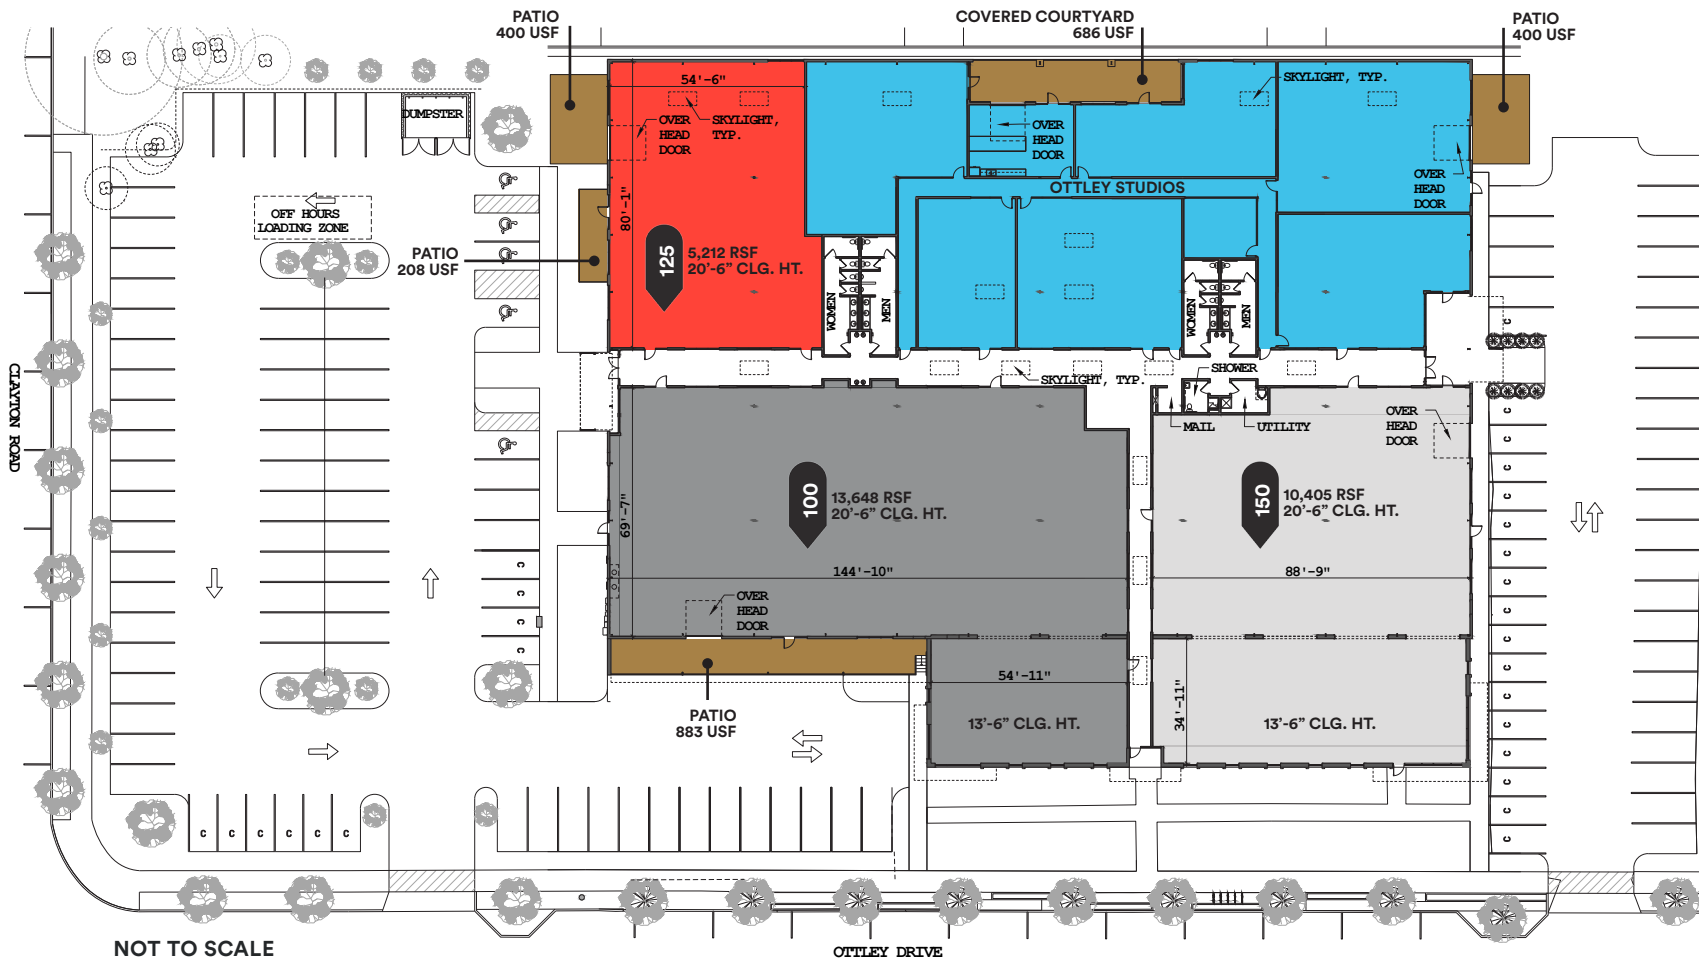 PATIO
400 USF
COVERED COURTYARD
686 USF
PATIO
400 USF
54'-6"
SKYLIGHT, TYP.
DUMPSTER
OVER
HEAD
DOOR
SKYLIGHT,
TYP.
OVER
HEAD
DOOR
OVER
HEAD
DOOR
OTTLEY STUDIOS
80'-1"
OFF HOURS
LOADING ZONE
PATIO
208 USF
125
5,212 RSF
20'-6" CLG. HT.
WOMEN
MEN
WOMEN
MEN
C
SHOWER
SKYLIGHT, TYP.
CLAYTON ROAD
MAIL
UTILITY
OVER
HEAD
DOOR
C
C
C
69'-7"
100
13,648 RSF
20'-6" CLG. HT.
150
10,405 RSF
20'-6" CLG. HT.
C
C
C
144'-10"
88'-9"
C
C
C
C
OVER
HEAD
DOOR
C
C
C
C
54'-11"
34'-11"
C
C
PATIO
883 USF
13'-6" CLG. HT.
13'-6" CLG. HT.
C
C
C
C
C
C
C
C
C
C
NOT TO SCALE
OTTLEY DRIVE